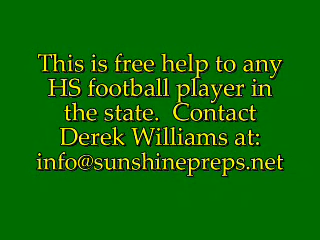 This is free help to any
HS football player in
the state.  Contact
Derek Williams at:
info@sunshinepreps.net